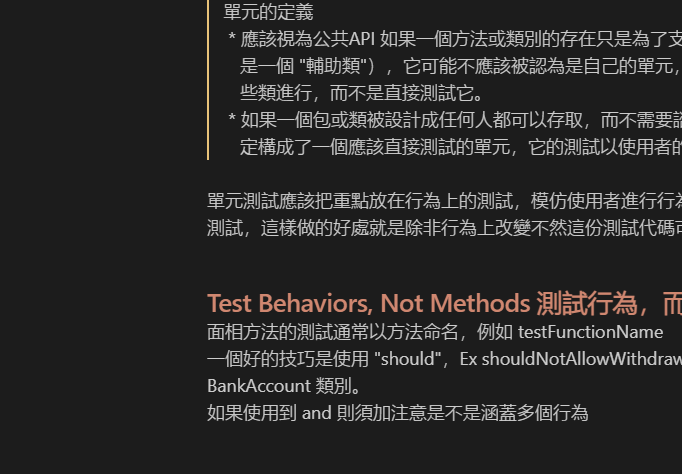 單元的定義
* 應該視為公共API 如果一個方法或類別的存在只是為了支
是一個 "輔助類"），它可能不應該被認為是自己的單元，
些類進行，而不是直接測試它。
* 如果一個包或類被設計成任何人都可以存取，而不需要諮
定構成了一個應該直接測試的單元，它的測試以使用者的
單元測試應該把重點放在行為上的測試，模仿使用者進行行為
測試，這樣做的好處就是除非行為上改變不然這份測試代碼可
Test Behaviors, Not Methods 測試行為，而
面相方法的測試通常以方法命名，例如 testFunctionName
一個好的技巧是使用 "should"，Ex shouldNotAllowWithdraw
BankAccount 類別。
如果使用到 and 則須加注意是不是涵蓋多個行為